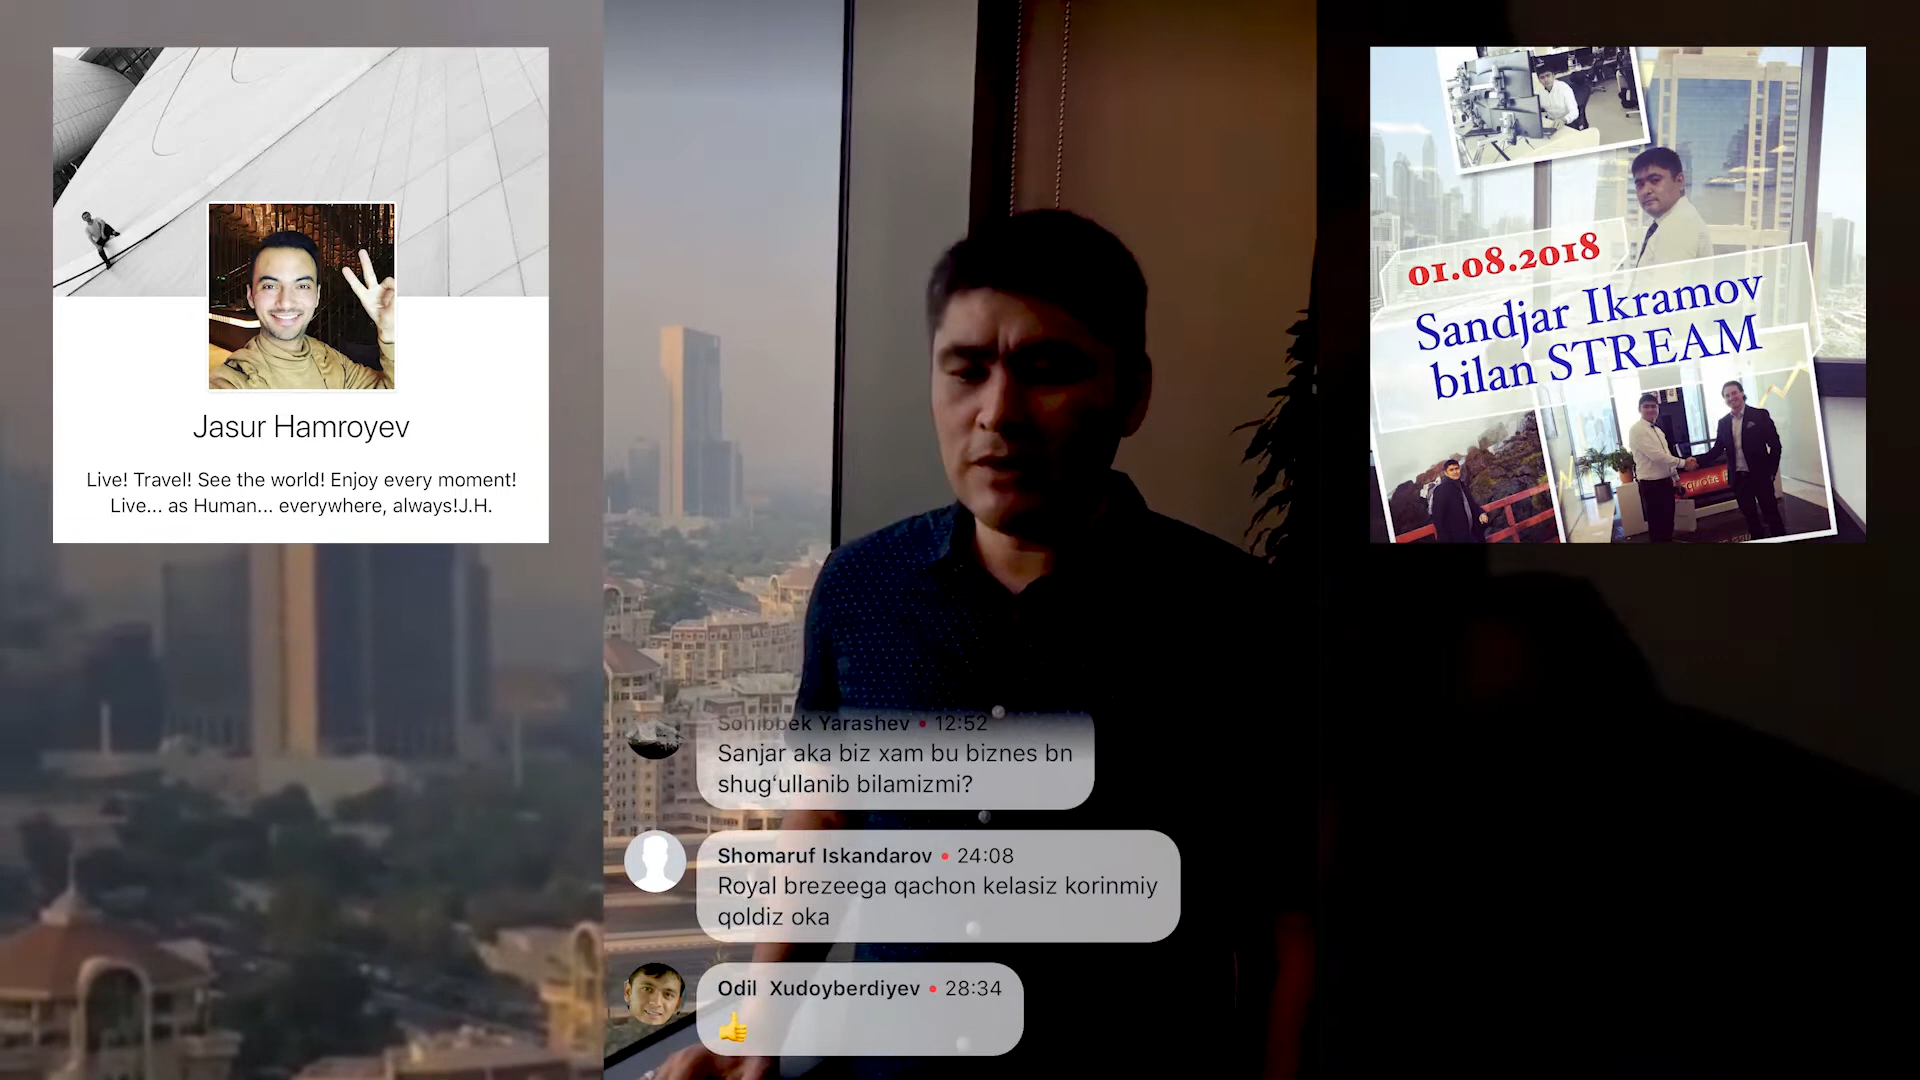 Jasur Hamroyev
Live! Travel! See the world! Enjoy every moment!
Live... as Human... everywhere, always!J.H.
Sohibbek Yarashev • 12:52
Sanjar aka biz xam bu biznes bn
shug‘ullanib bilamizmi?
Shomaruf Iskandarov • 24:08
Royal brezeega qachon kelasiz korinmiy
qoldiz oka
Odil Xudoyberdiyev • 28:34
01.08.2018
Sandjar Ikramov
bilan STREAM